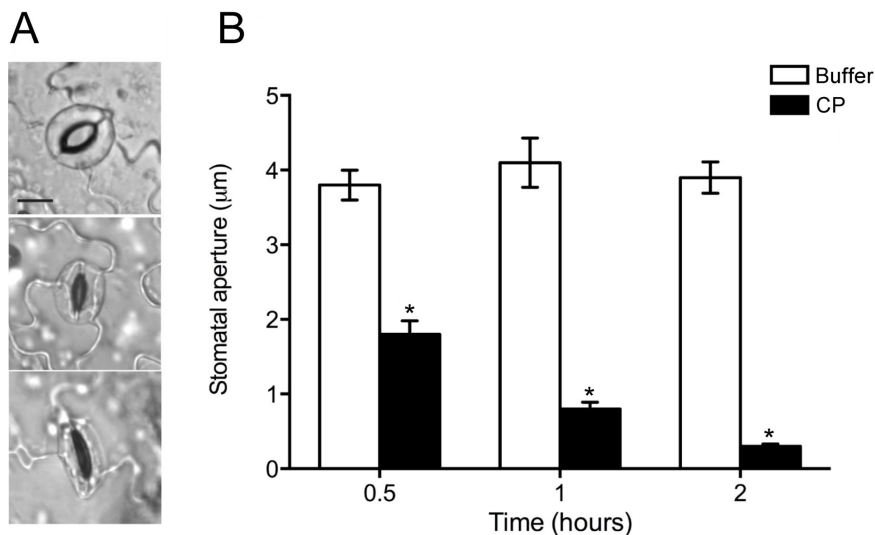 A
B
Buffer
CP
5
4
3
2
1
0
Stomatal aperture (μm)
*
*
*
0.5
1
2
Time (hours)